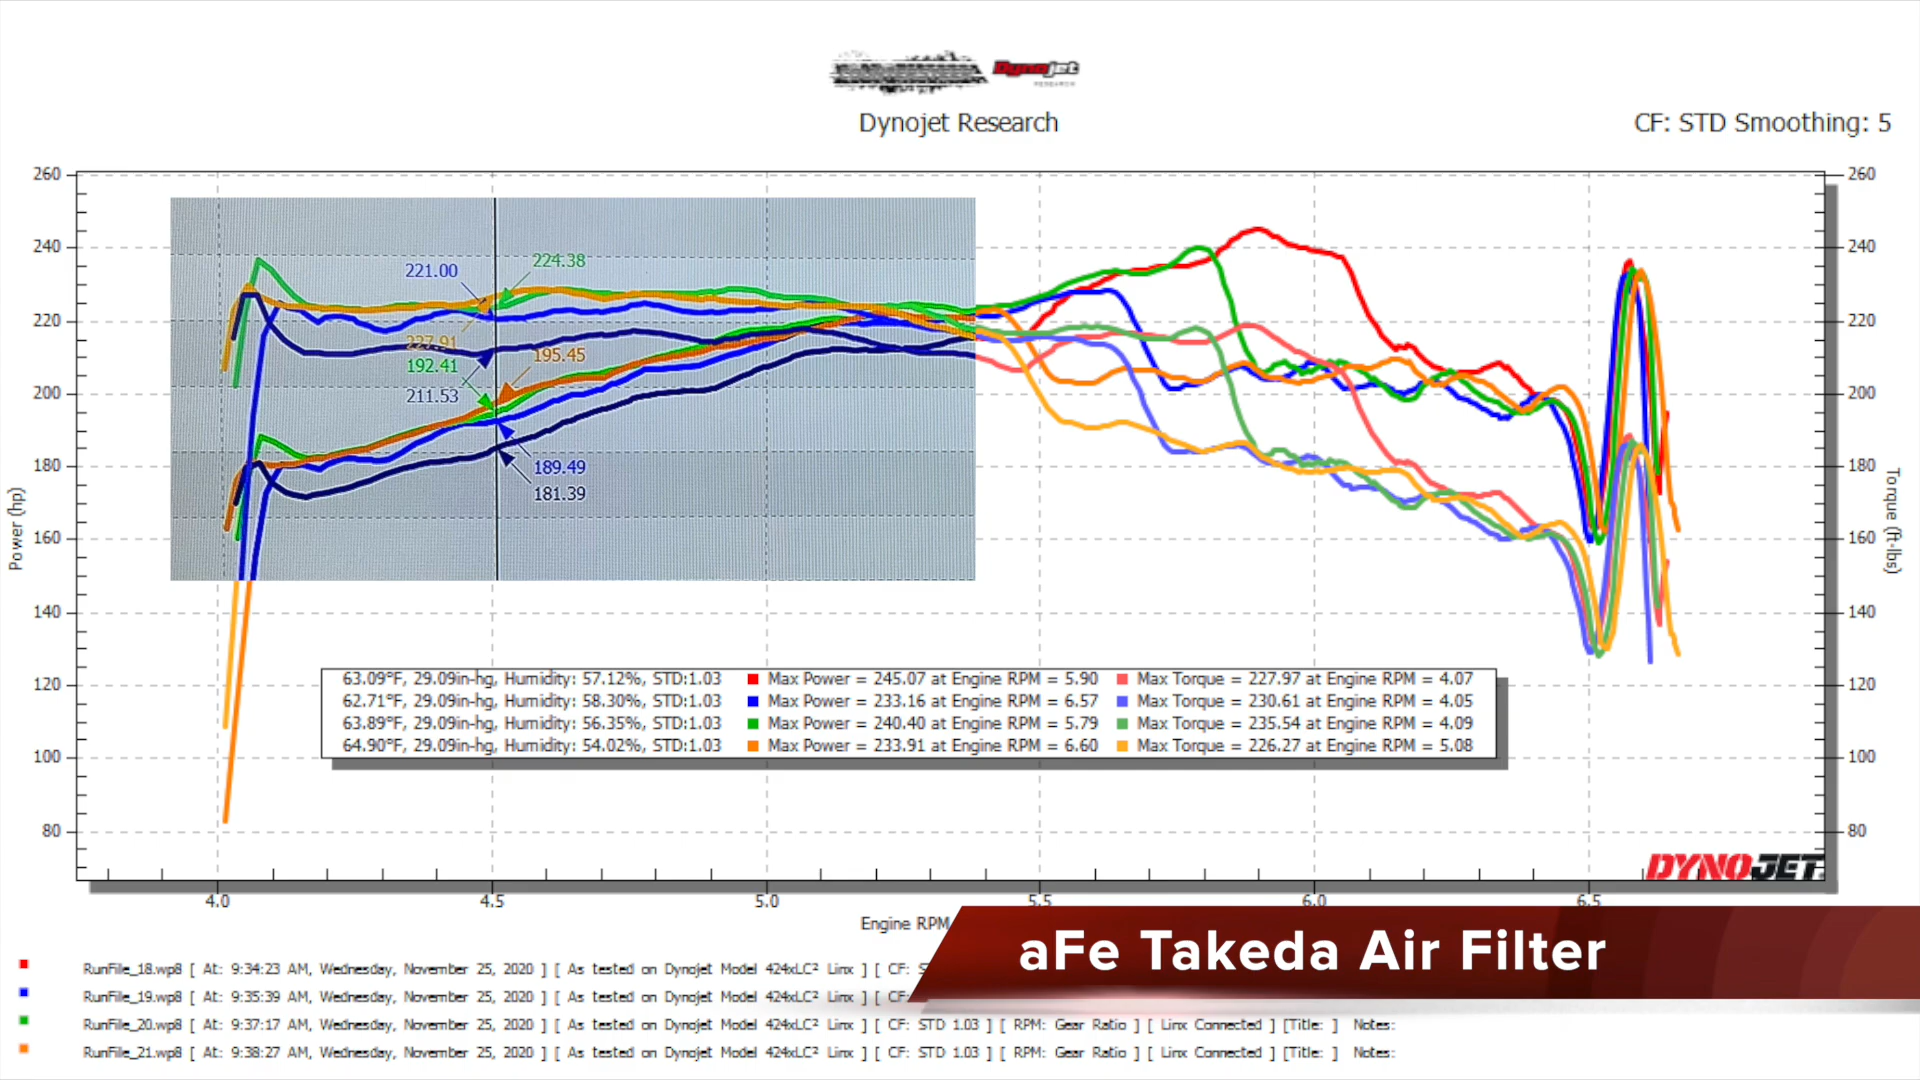 Dynojet
RESEARCH
Dynojet Research
CF: STD Smoothing: 5
260
240
220
200
180
160
140
120
100
80
Power (hp)
221.00
224.38
227.91
195.45
192.41
211.53
189.49
181.39
260
240
220
200
180
160
140
120
100
80
Torque (ft-lbs)
63.09°F, 29.09in-hg, Humidity: 57.12%, STD:1.03 Max Power = 245.07 at Engine RPM = 5.90 Max Torque = 227.97 at Engine RPM = 4.07
62.71°F, 29.09in-hg, Humidity: 58.30%, STD:1.03 Max Power = 233.16 at Engine RPM = 6.57 Max Torque = 230.61 at Engine RPM = 4.05
63.89°F, 29.09in-hg, Humidity: 56.35%, STD:1.03 Max Power = 240.40 at Engine RPM = 5.79 Max Torque = 235.54 at Engine RPM = 4.09
64.90°F, 29.09in-hg, Humidity: 54.02%, STD:1.03 Max Power = 233.91 at Engine RPM = 6.60 Max Torque = 226.27 at Engine RPM = 5.08
DYNOJET
4.0 4.5 5.0 5.5 6.0 6.5
Engine RPM
aFe Takeda Air Filter
RunFile_18.wp8 [ At: 9:34:23 AM, Wednesday, November 25, 2020 ] [ As tested on Dynojet Model 424xLC² Linx ] [ CF:
RunFile_19.wp8 [ At: 9:35:39 AM, Wednesday, November 25, 2020 ] [ As tested on Dynojet Model 424xLC² Linx ] [ CF:
RunFile_20.wp8 [ At: 9:37:17 AM, Wednesday, November 25, 2020 ] [ As tested on Dynojet Model 424xLC² Linx ] [ CF: STD 1.03 ] [ RPM: Gear Ratio ] [ Linx Connected ] [Title: ] Notes:
RunFile_21.wp8 [ At: 9:38:27 AM, Wednesday, November 25, 2020 ] [ As tested on Dynojet Model 424xLC² Linx ] [ CF: STD 1.03 ] [ RPM: Gear Ratio ] [ Linx Connected ] [Title: ] Notes: